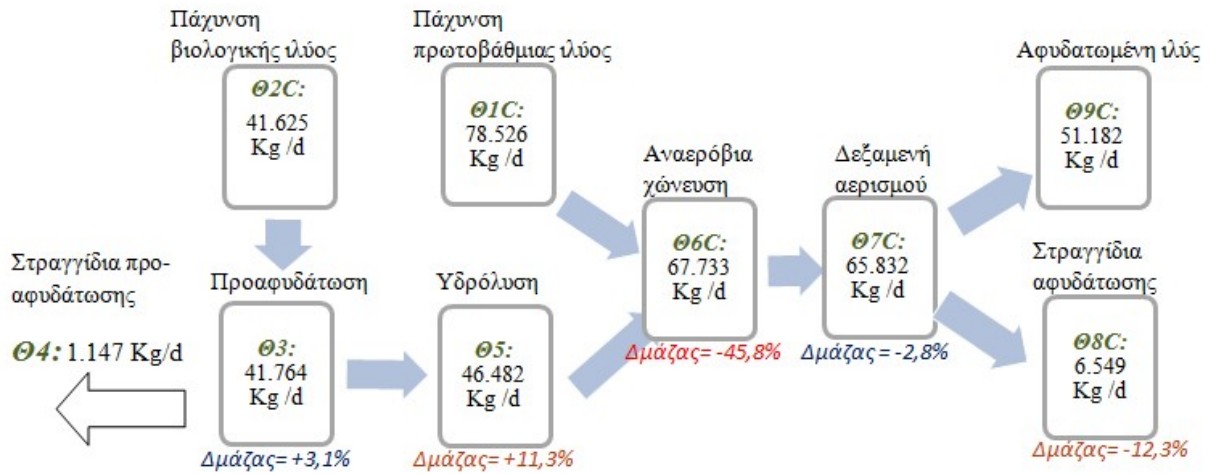 Πάχυνση
βιολογικής ιλύος
Θ2C:
41.625
Kg /d
Πάχυνση
πρωτοβάθμιας ιλύος
Θ1C:
78.526
Kg /d
Αφυδατωμένη ιλύς
Θ9C:
51.182
Kg /d
Αναερόβια
χώνευση
Θ6C:
67.733
Kg /d
Δμάζας= -45,8%
Δεξαμενή
αερισμού
Θ7C:
65.832
Kg /d
Δμάζας= -2,8%
Στραγγίδια προ-
αφυδάτωσης
Θ4: 1.147 Kg/d
Προαφυδάτωση
Θ3:
41.764
Kg /d
Δμάζας= +3,1%
Υδρόλυση
Θ5:
46.482
Kg /d
Δμάζας= +11,3%
Στραγγίδια
αφυδάτωσης
Θ8C:
6.549
Kg /d
Δμάζας= -12,3%